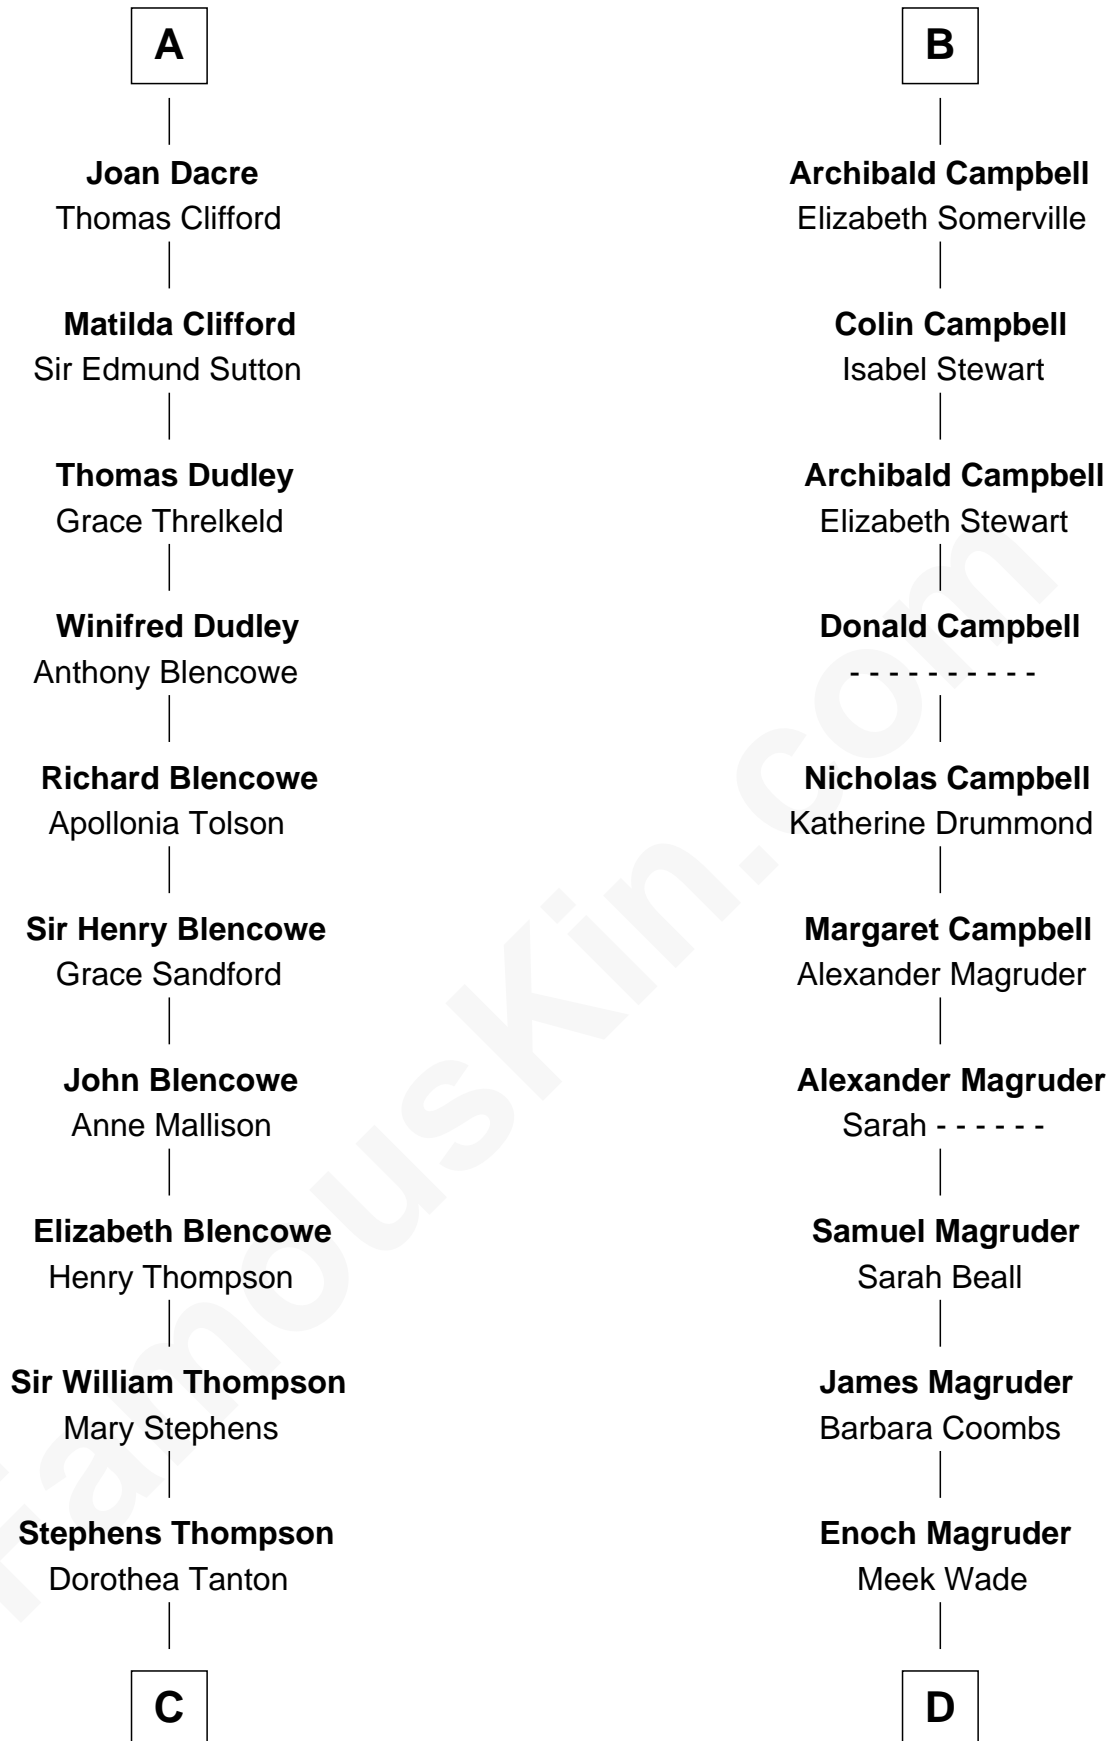 A
Joan Dacre
Thomas Clifford
Matilda Clifford
Sir Edmund Sutton
Thomas Dudley
Grace Threlkeld
Winifred Dudley
Anthony Blencowe
Richard Blencowe
Apollonia Tolson
Sir Henry Blencowe
Grace Sandford
John Blencowe
Anne Mallison
Elizabeth Blencowe
Henry Thompson
Sir William Thompson
Mary Stephens
Stephens Thompson
Dorothea Tanton
C
B
Archibald Campbell
Elizabeth Somerville
Colin Campbell
Isabel Stewart
Archibald Campbell
Elizabeth Stewart
Donald Campbell
- - - - - - - - - -
Nicholas Campbell
Katherine Drummond
Margaret Campbell
Alexander Magruder
Alexander Magruder
Sarah - - - - - -
Samuel Magruder
Sarah Beall
James Magruder
Barbara Coombs
Enoch Magruder
Meek Wade
D
FamousKin.com